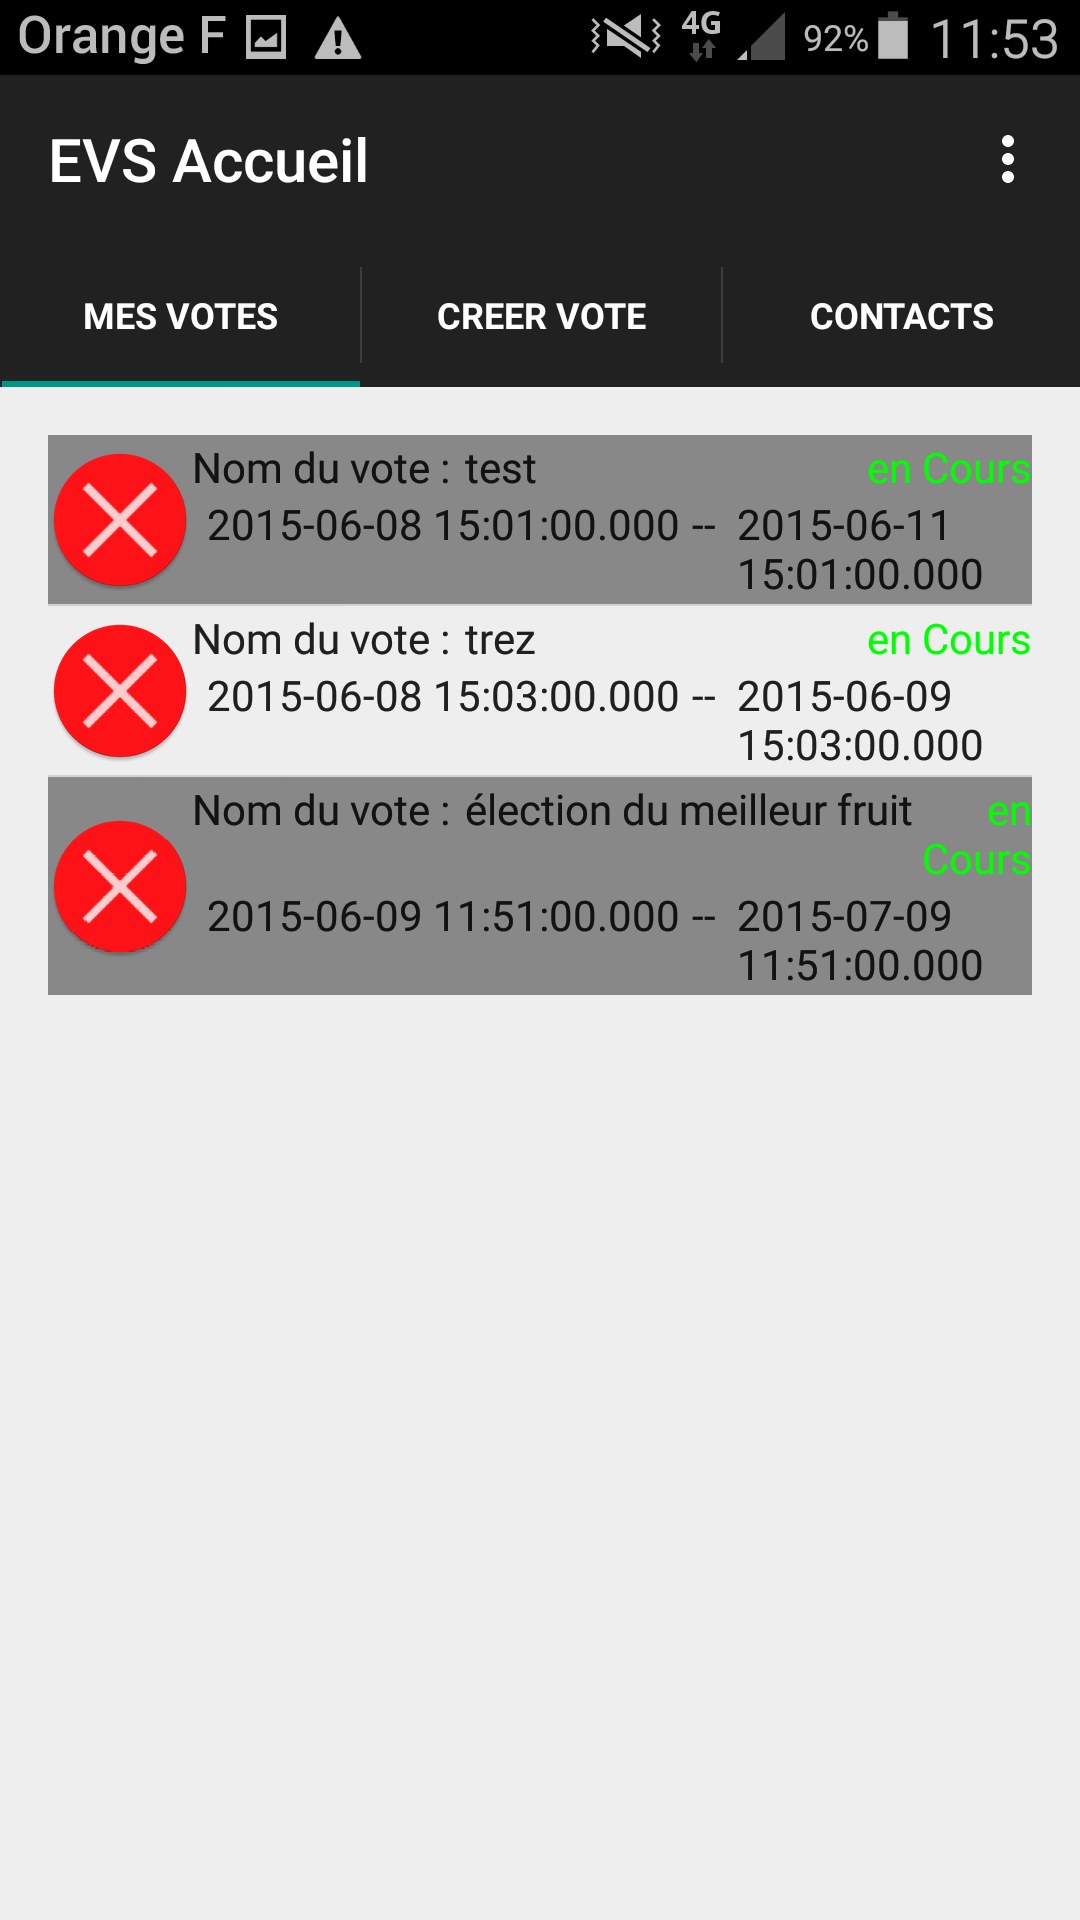 Orange F 4G 92% 11:53
EVS Accueil
MES VOTES CREER VOTE CONTACTS
Nom du vote : test en Cours
2015-06-08 15:01:00.000 -- 2015-06-11
15:01:00.000
Nom du vote : trez en Cours
2015-06-08 15:03:00.000 -- 2015-06-09
15:03:00.000
Nom du vote : élection du meilleur fruit en
Cours
2015-06-09 11:51:00.000 -- 2015-07-09
11:51:00.000